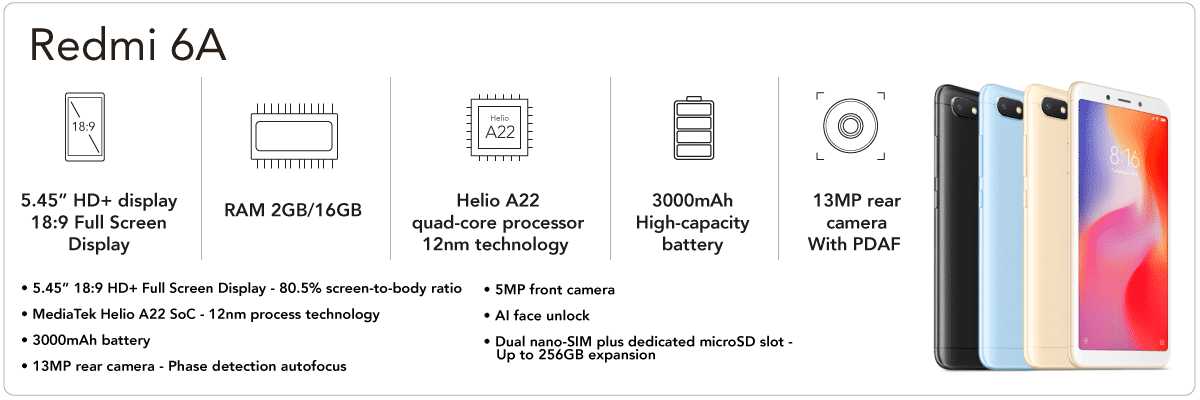 Redmi 6A
18:9
Helio
A22
5.45” HD+ display
18:9 Full Screen
Display
RAM 2GB/16GB
Helio A22
quad-core processor
12nm technology
3000mAh
High-capacity
battery
13MP rear
camera
With PDAF
8:16
• 5.45” 18:9 HD+ Full Screen Display - 80.5% screen-to-body ratio
• MediaTek Helio A22 SoC - 12nm process technology
• 3000mAh battery
• 13MP rear camera - Phase detection autofocus
• 5MP front camera
• AI face unlock
• Dual nano-SIM plus dedicated microSD slot -
Up to 256GB expansion